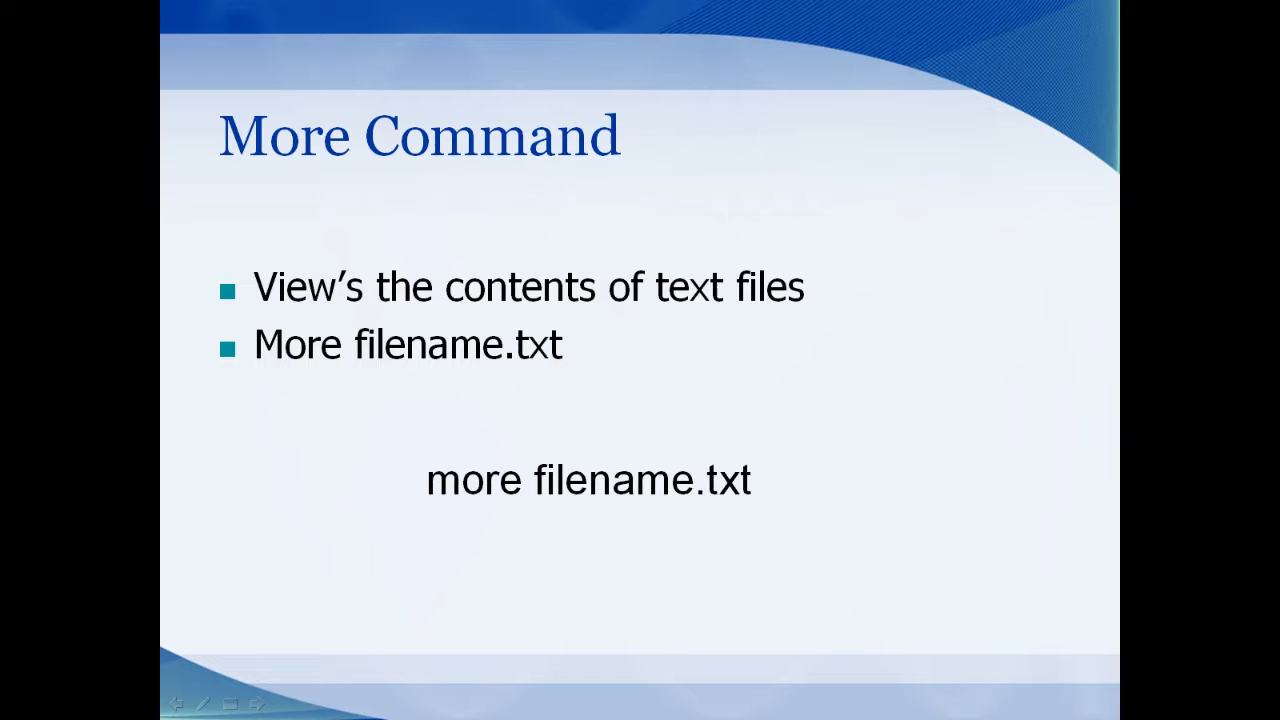 More Command
View’s the contents of text files
More filename.txt
more filename.txt